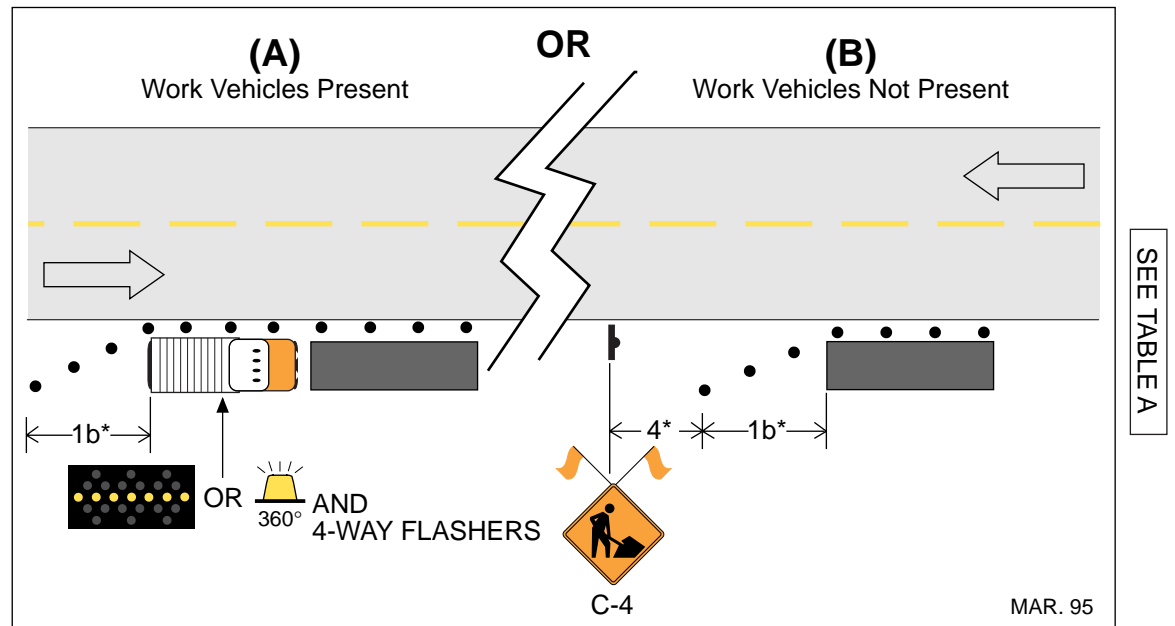 (A)
Work Vehicles Present
OR
(B)
Work Vehicles Not Present
1b*
4*
1b*
OR
360°
AND
4-WAY FLASHERS
C-4
MAR. 95
SEE TABLE A